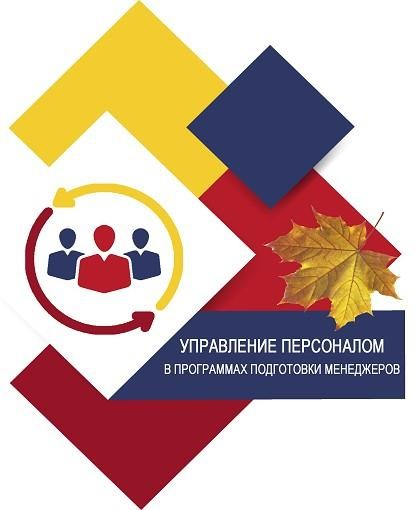 УПРАВЛЕНИЕ ПЕРСОНАЛОМ
В ПРОГРАММАХ ПОДГОТОВКИ МЕНЕДЖЕРОВ